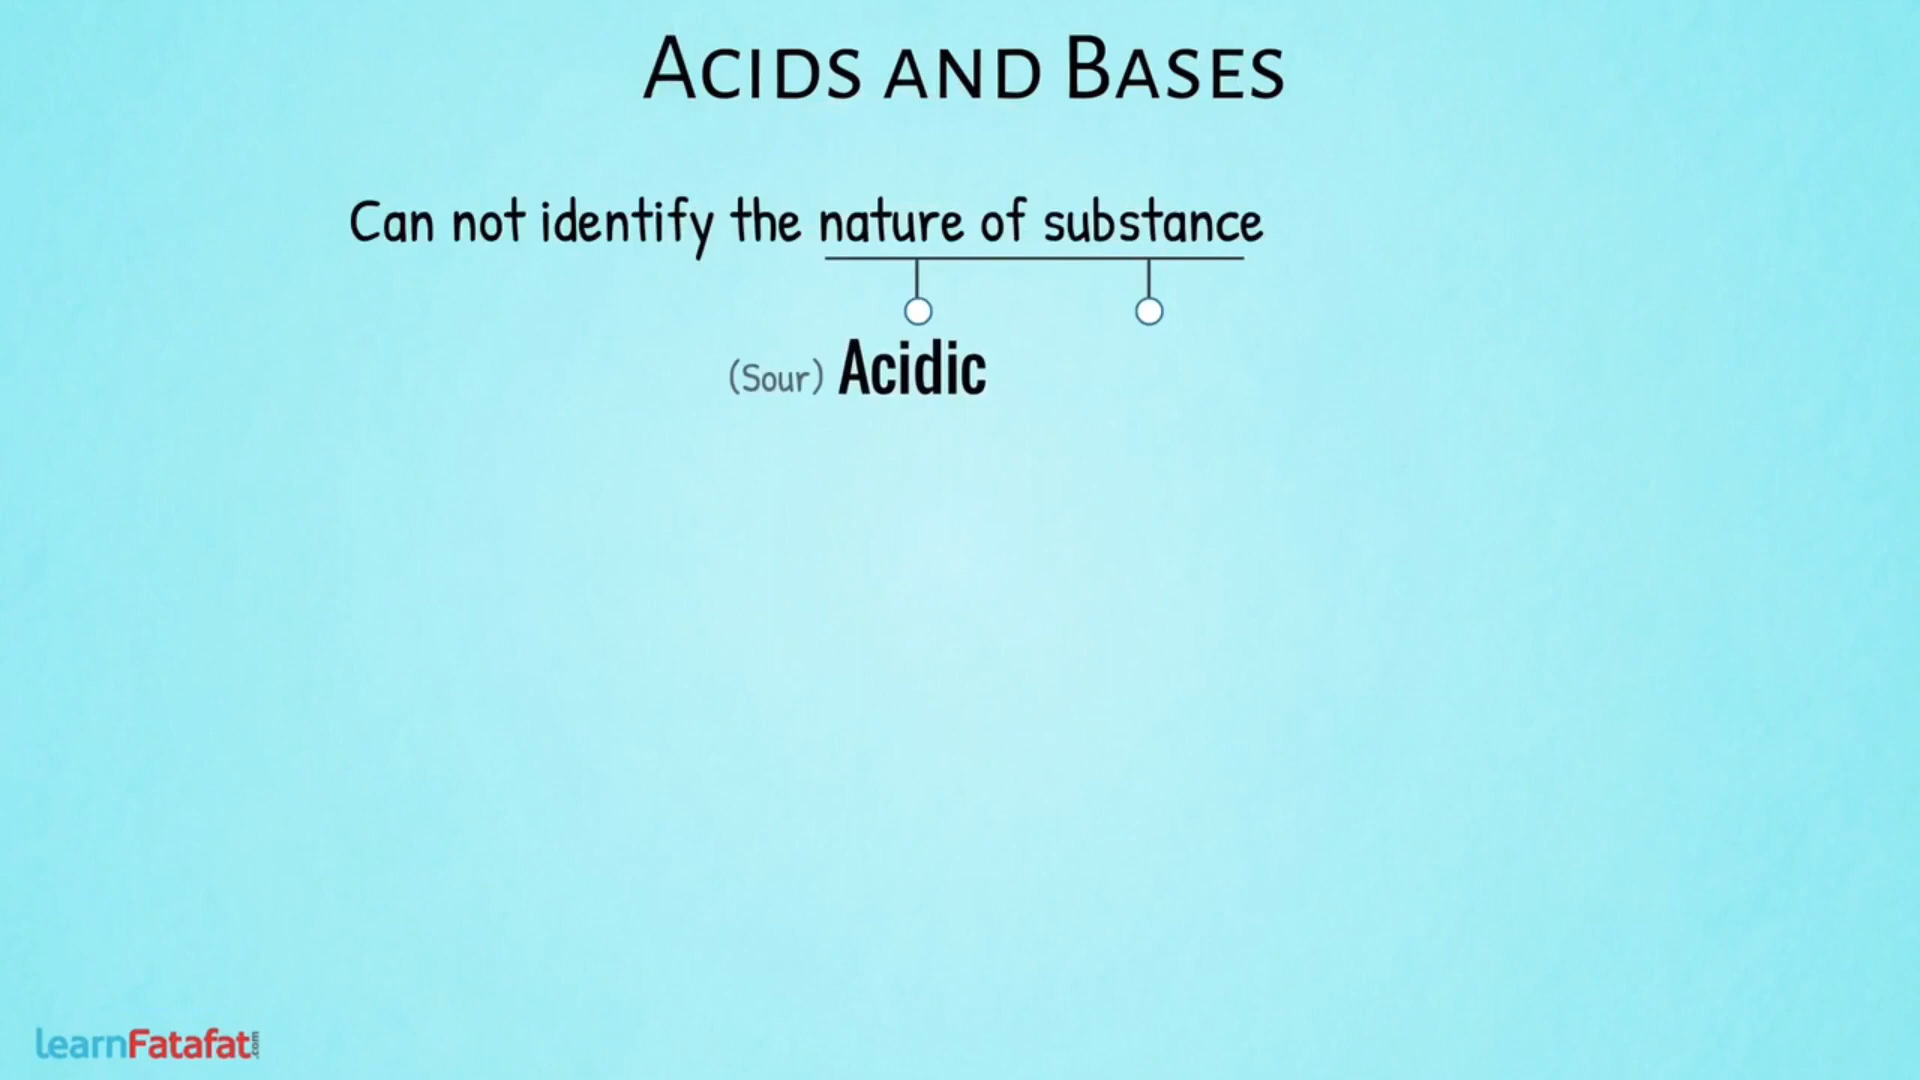 ACIDS AND BASES
Can not identify the nature of substance
(Sour) Acidic
learnFatafat.com